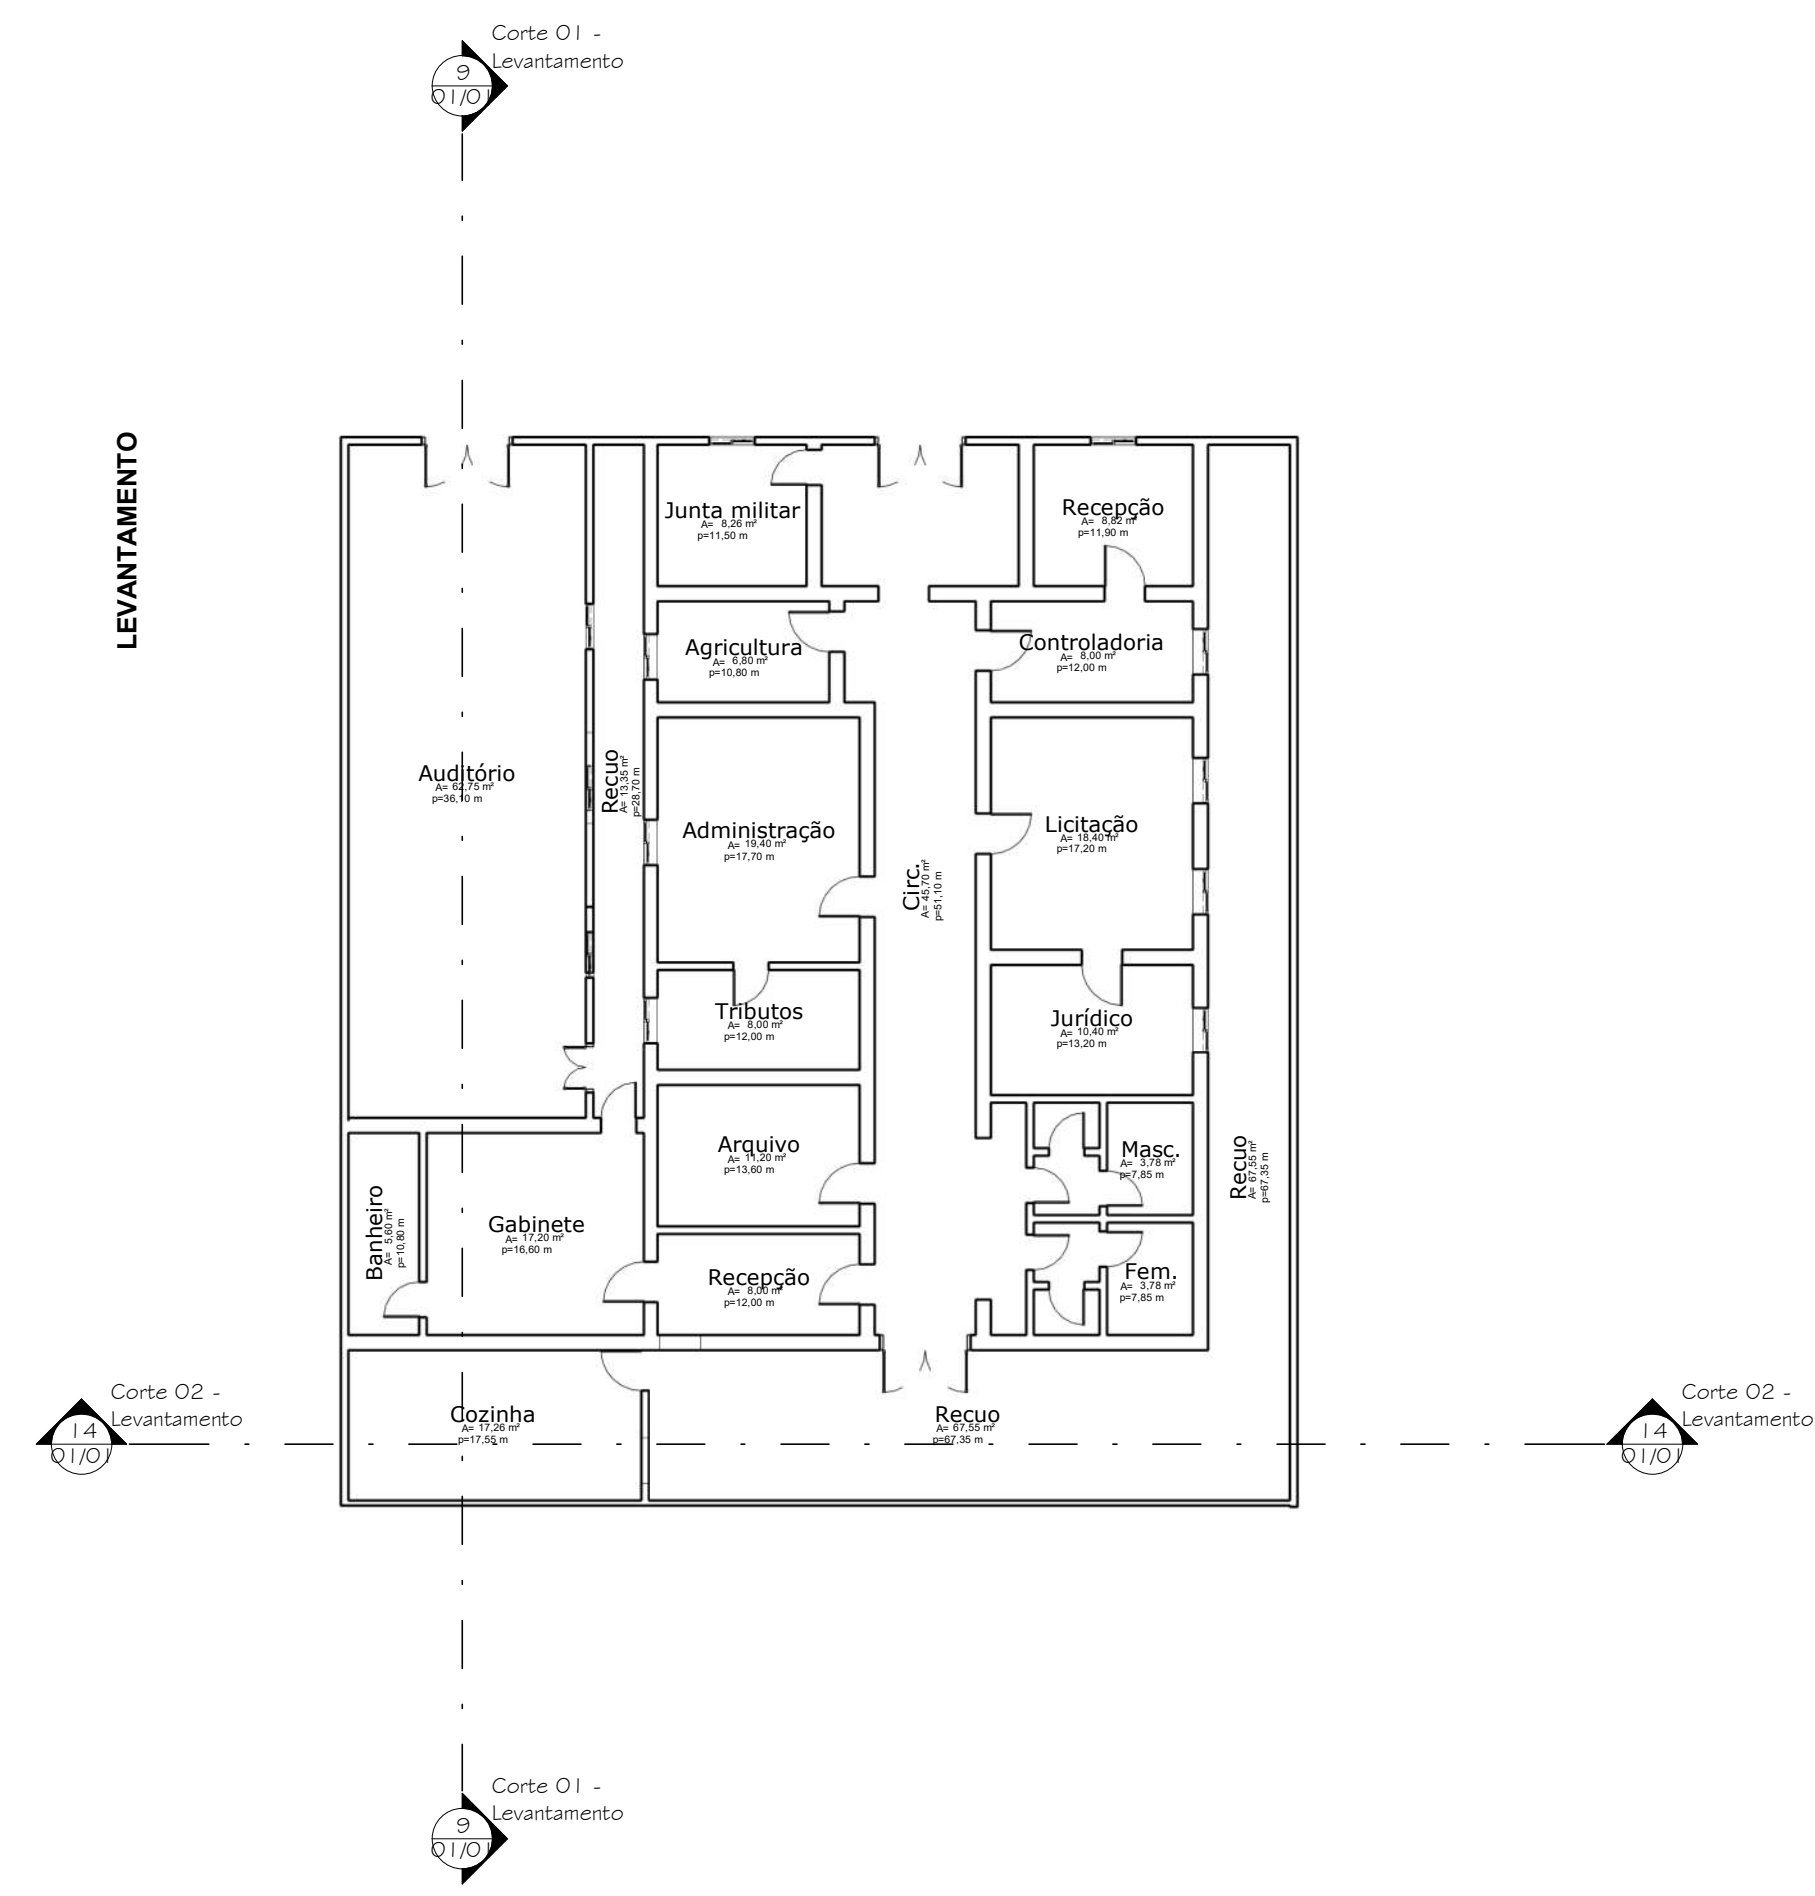 Corte 01 -
Levantamento
9
01/01
LEVANTAMENTO
Junta militar
A= 8,26 m²
p=11,50 m
Recepção
A= 8,82 m²
p=11,90 m
Agricultura
A= 6,80 m²
p=10,80 m
Controladoria
A= 8,00 m²
p=12,00 m
Auditório
A= 62,75 m²
p=36,10 m
Recuo
A= 13,35 m²
p=28,70 m
Administração
A= 19,40 m²
p=17,70 m
Circ.
A= 45,70 m²
p=51,10 m
Licitação
A= 18,40 m²
p=17,20 m
Tributos
A= 8,00 m²
p=12,00 m
Jurídico
A= 10,40 m²
p=13,20 m
Arquivo
A= 11,20 m²
p=13,60 m
Masc.
A= 3,78 m²
p=7,85 m
Recuo
A= 67,55 m²
p=67,35 m
Banheiro
A= 5,60 m²
p=10,80 m
Gabinete
A= 17,20 m²
p=16,60 m
Recepção
A= 8,00 m²
p=12,00 m
Fem.
A= 3,78 m²
p=7,85 m
Corte 02 -
Levantamento
14
01/01
Cozinha
A= 17,26 m²
p=17,55 m
Recuo
A= 67,55 m²
p=67,35 m
Corte 02 -
Levantamento
14
01/01
Corte 01 -
Levantamento
9
01/01